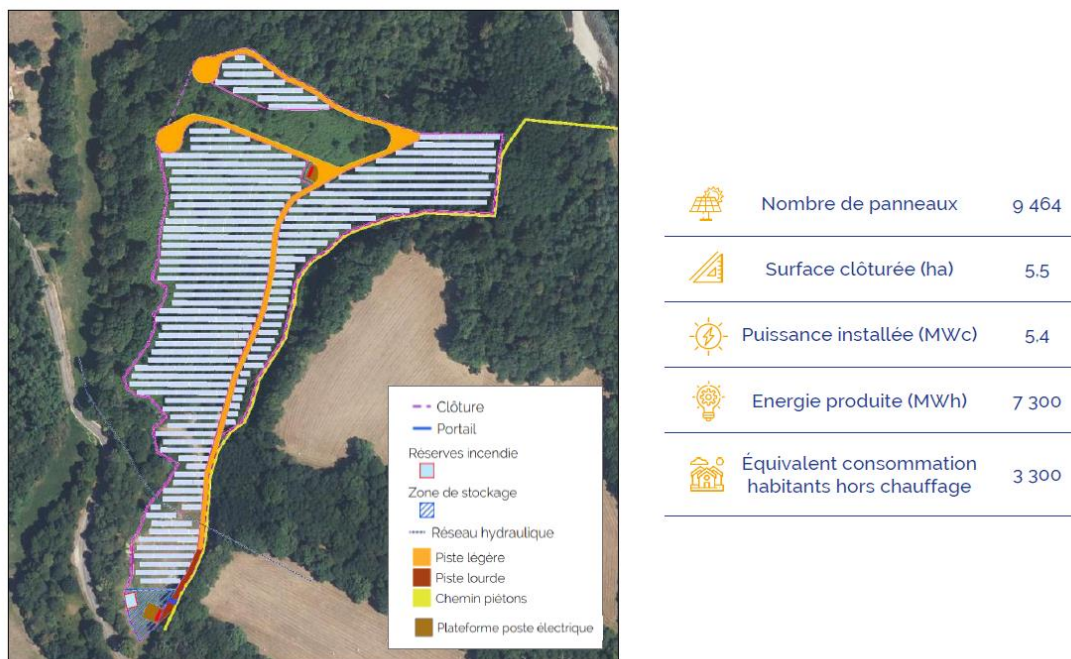 Clôture
Portail
Réserves incendie
Zone de stockage
Réseau hydraulique
Piste légère
Piste lourde
Chemin piétons
Plateforme poste électrique
Nombre de panneaux 9 464
Surface clôturée (ha) 5.5
Puissance installée (MWc) 5.4
Energie produite (MWh) 7 300
Équivalent consommation
habitants hors chauffage 3 300